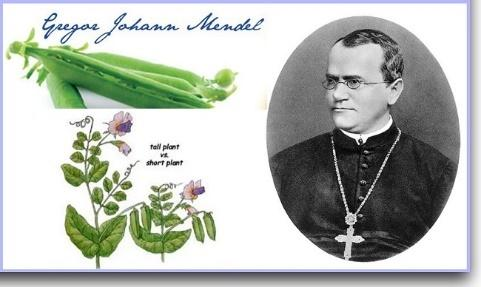 Gregor Johann Mendel
tall plant
vs.
short plant